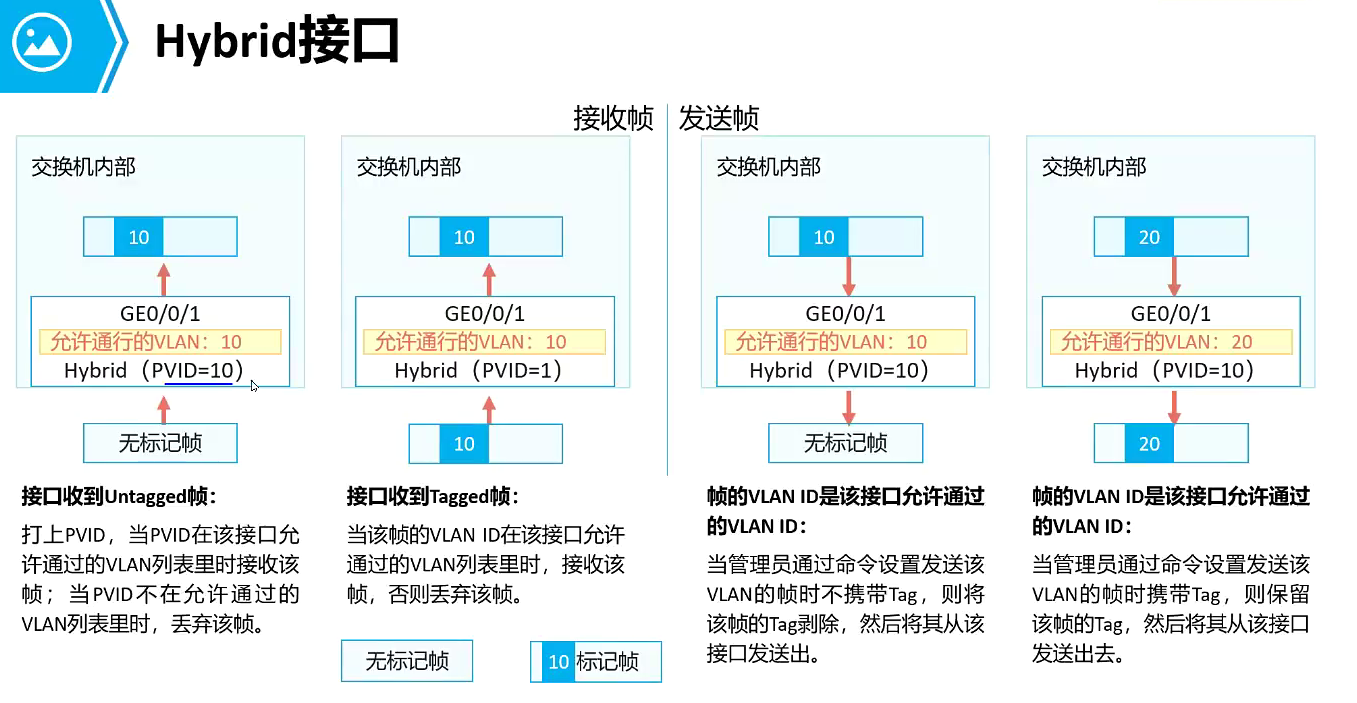 Hybrid接口
接收帧
发送帧
交换机内部
10
GE0/0/1
允许通行的VLAN：10
Hybrid（PVID=10）
无标记帧
接口收到Untagged帧：
打上PVID，当PVID在该接口允
许通过的VLAN列表里时接收该
帧；当PVID不在允许通过的
VLAN列表里时，丢弃该帧。
交换机内部
10
GE0/0/1
允许通行的VLAN：10
Hybrid（PVID=1）
10
接口收到Tagged帧：
当该帧的VLAN ID在该接口允许
通过的VLAN列表里时，接收该
帧，否则丢弃该帧。
无标记帧
10 标记帧
交换机内部
10
GE0/0/1
允许通行的VLAN：10
Hybrid（PVID=10）
无标记帧
帧的VLAN ID是该接口允许通过
的VLAN ID：
当管理员通过命令设置发送该
VLAN的帧时不携带Tag，则将
该帧的Tag剥除，然后将其从该
接口发送出。
交换机内部
20
GE0/0/1
允许通行的VLAN：20
Hybrid（PVID=10）
20
帧的VLAN ID是该接口允许通过
的VLAN ID：
当管理员通过命令设置发送该
VLAN的帧时携带Tag，则保留
该帧的Tag，然后将其从该接口
发送出去。